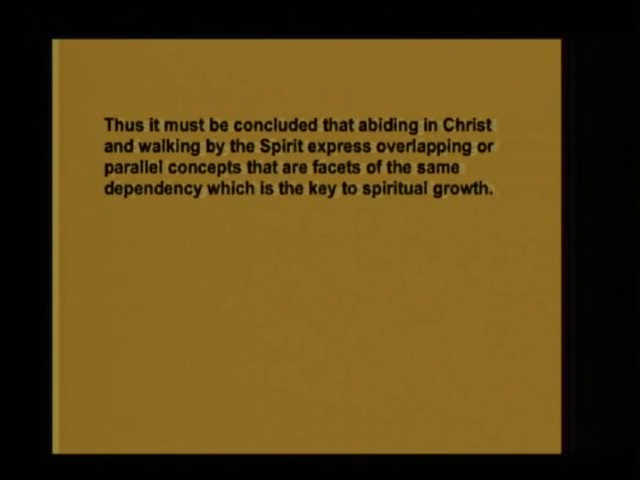 Thus it must be concluded that abiding in Christ
and walking by the Spirit express overlapping or
parallel concepts that are facets of the same
dependency which is the key to spiritual growth.